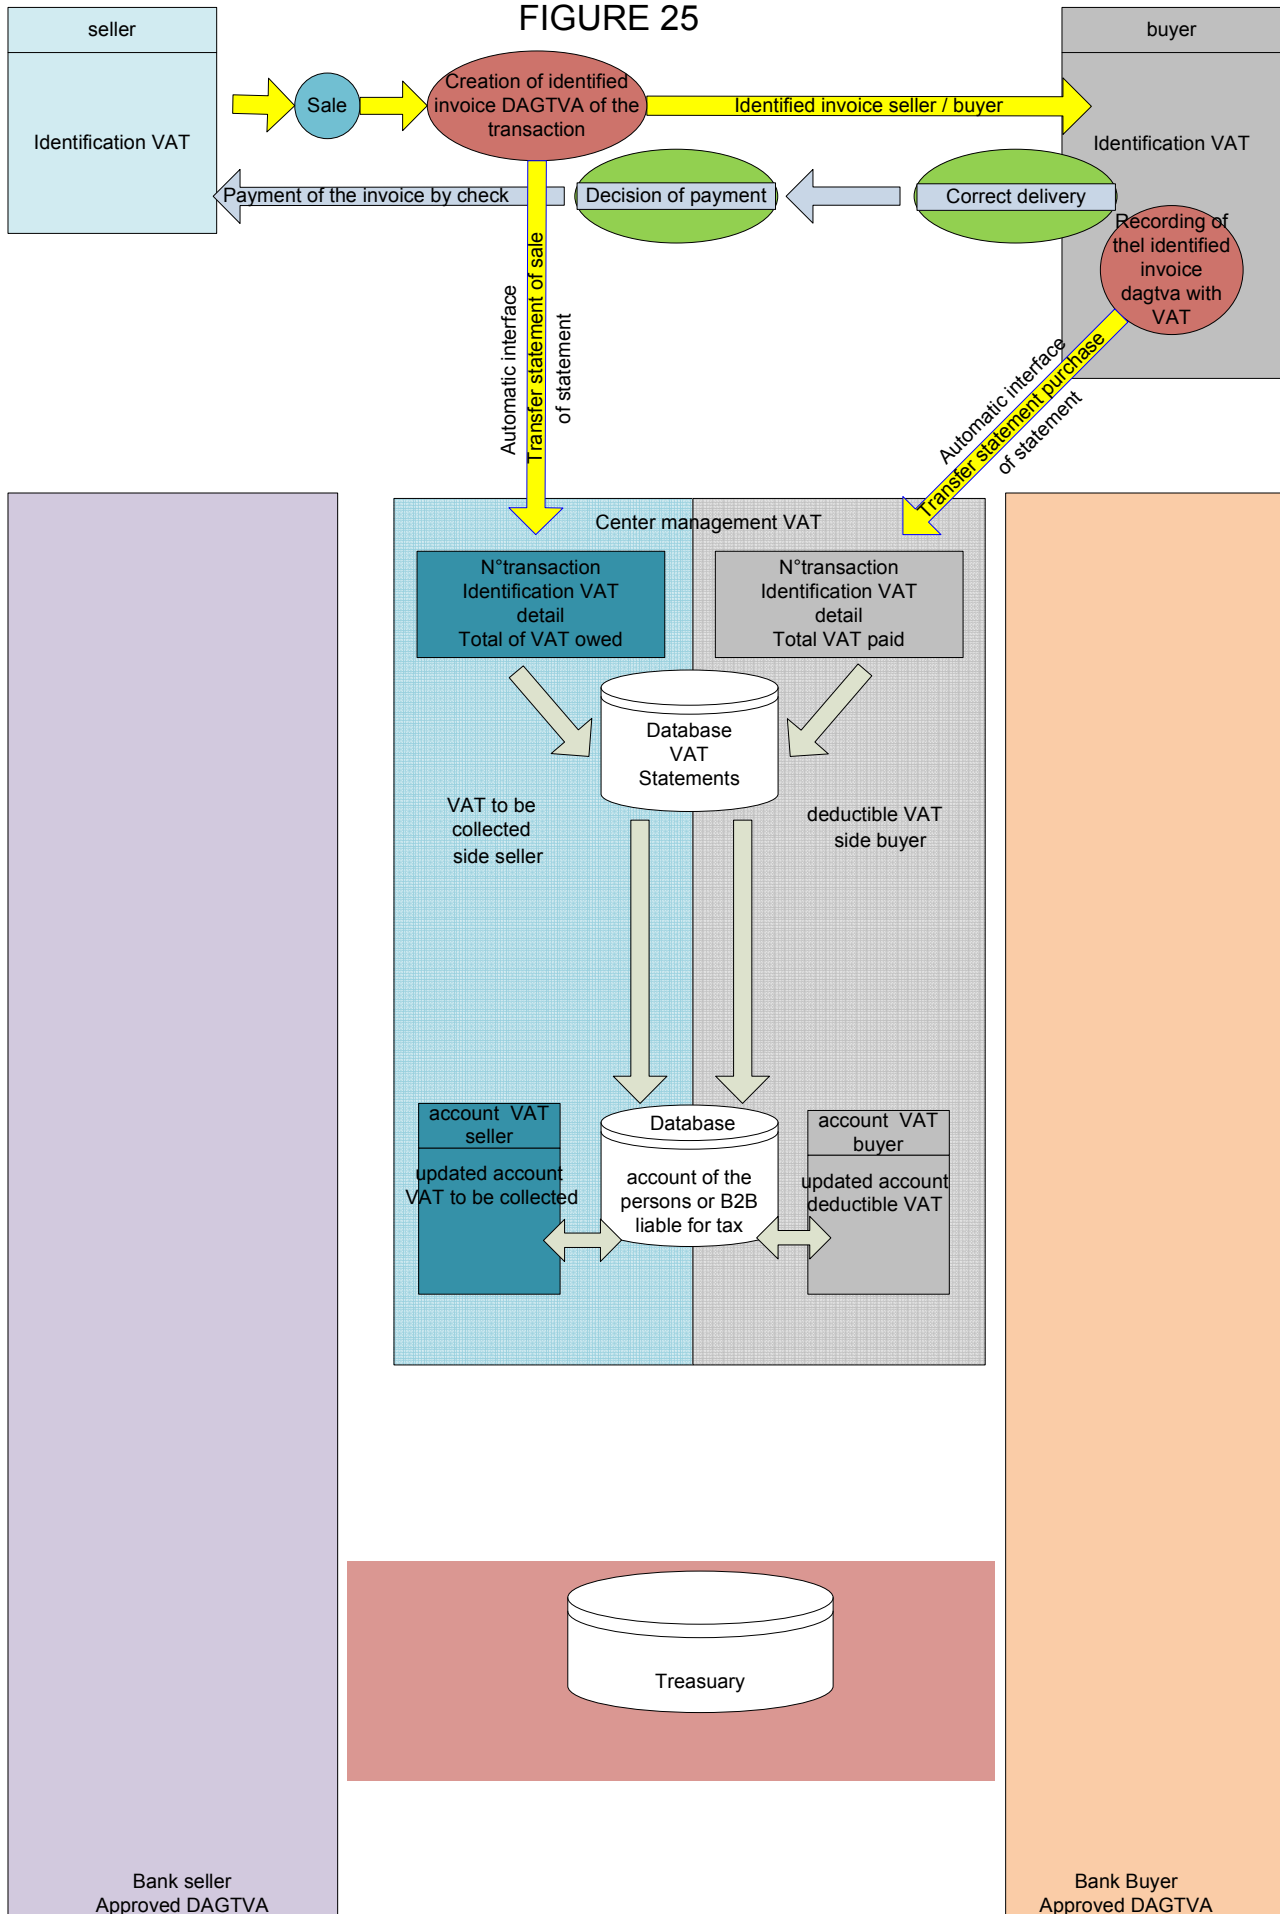 FIGURE 25
seller
buyer
Identification VAT
Sale
Creation of identified
invoice DAGTVA of the
transaction
Identified invoice seller / buyer
Identification VAT
Payment of the invoice by check
Decision of payment
Correct delivery
Recording of
thel identified
invoice
dagtva with
VAT
Automatic interface
Transfer statement of sale
of statement
Automatic interface
Transfer statement purchase
of statement
Center management VAT
N°transaction
Identification VAT
detail
Total of VAT owed
N°transaction
Identification VAT
detail
Total VAT paid
Database
VAT
Statements
VAT to be
collected
side seller
deductible VAT
side buyer
account VAT
seller
updated account
VAT to be collected
Database
account of the
persons or B2B
liable for tax
account VAT
buyer
updated account
deductible VAT
Treasury
Bank seller
Approved DAGTVA
Bank Buyer
Approved DAGTVA